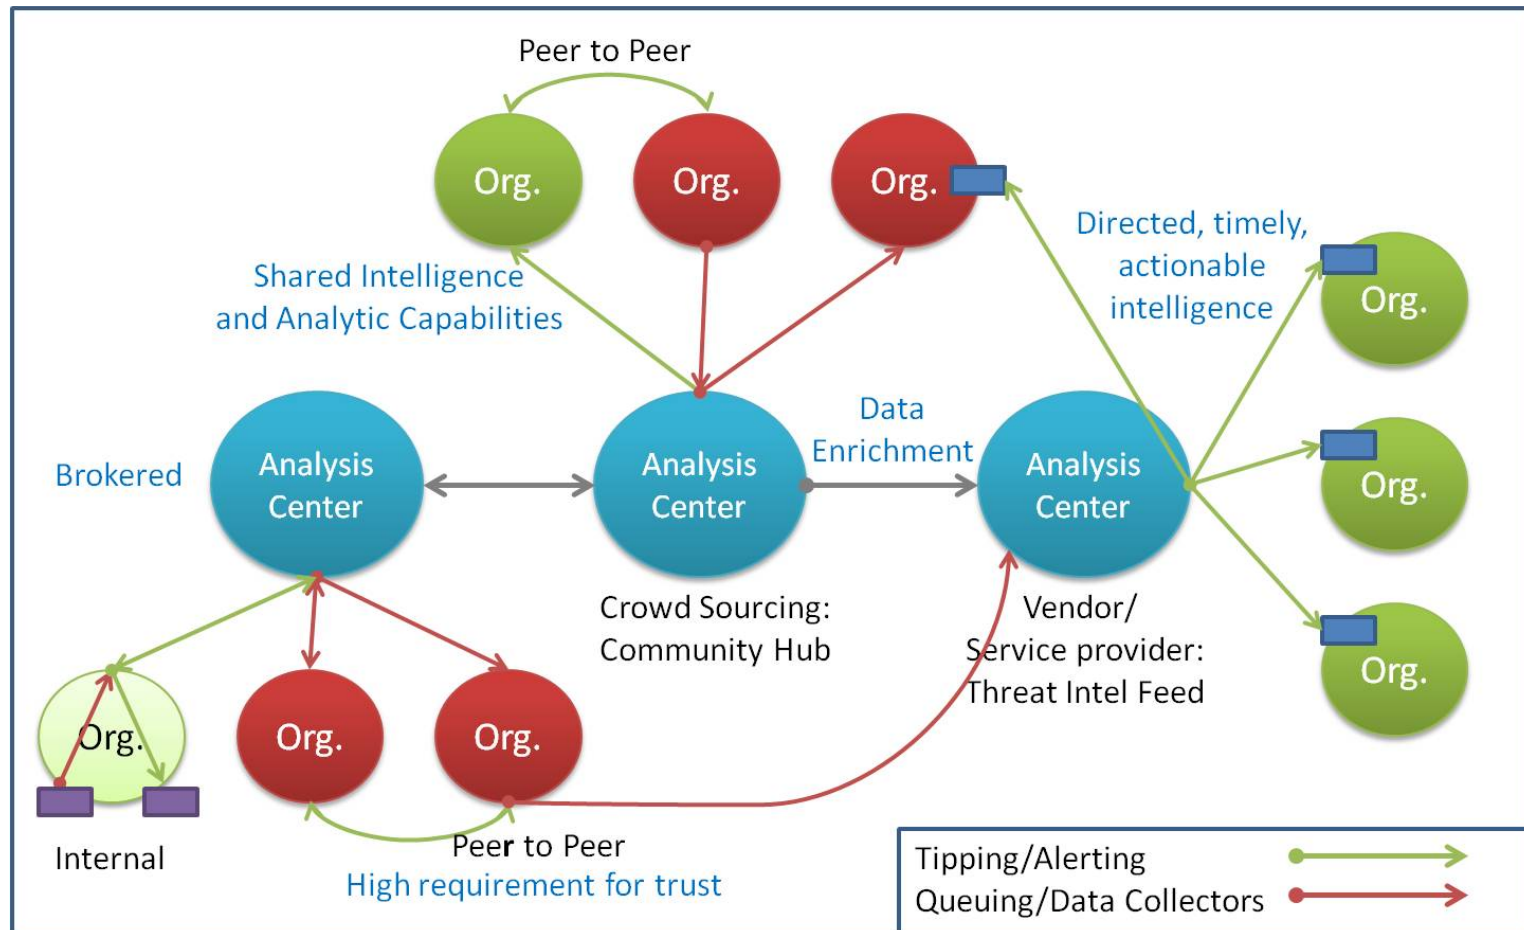 Peer to Peer
Org.
Org.
Org.
Directed, timely,
actionable
intelligence
Org.
Shared Intelligence
and Analytic Capabilities
Brokered
Analysis
Center
Analysis
Center
Data
Enrichment
Analysis
Center
Org.
Crowd Sourcing:
Community Hub
Vendor/
Service provider:
Threat Intel Feed
Org.
Org.
Org.
Org.
Internal
Peer to Peer
High requirement for trust
Tipping/Alerting
Queuing/Data Collectors